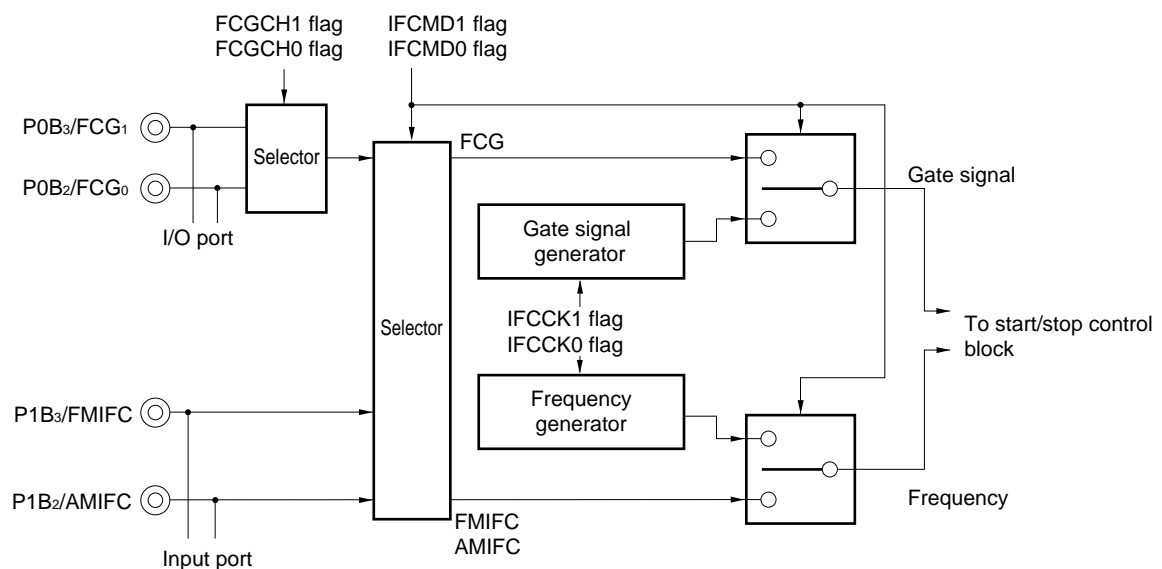 FCGCH1 flag
FCGCH0 flag
IFCMD1 flag
IFCMD0 flag
P0B3/FCG1
P0B2/FCG0
I/O port
Selector
FCG
Gate signal
Gate signal
generator
IFCCK1 flag
IFCCK0 flag
Selector
To start/stop control
block
Frequency
generator
P1B3/FMIFC
P1B2/AMIFC
Input port
FMIFC
AMIFC
Frequency